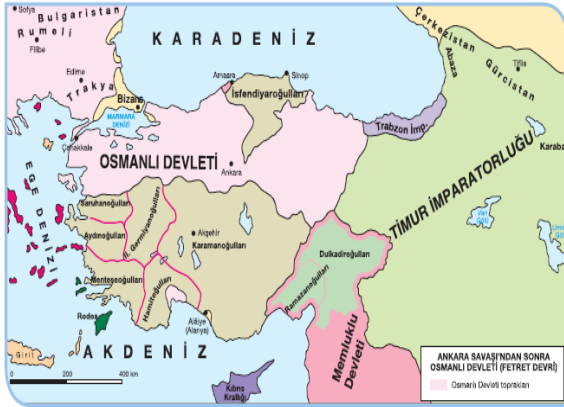 Sofya
Bulgaristan
Rumeli
Filibe
Edirne
Trakya
Bizans
MARMARA
DENİZİ
Çanakkale
KARADENİZ
Amasra
Sinop
İsfendiyaroğulları
Çerkezistan
Abaza
Gürcistan
Tiflis
Trabzon İmp.
Karaba
OSMANLI DEVLETİ
Ankara
TİMUR İMPARATORLUĞU
Van
Gölü
EGE DENİZİ
Saruhanoğulları
Aydınoğulları
II. Germiyanoğulları
Menteşeoğulları
Hamitoğulları
Akşehir
Karamanoğulları
Alâiye
(Alanya)
Dulkadiroğulları
Ramazanoğulları
Memluklu
Devleti
Rodos
Girit
AKDENİZ
Kıbrıs
Krallığı
0 200 400 km
ANKARA SAVAŞI'NDAN SONRA
OSMANLI DEVLETİ (FETRET DEVRİ)
Osmanlı Devleti toprakları